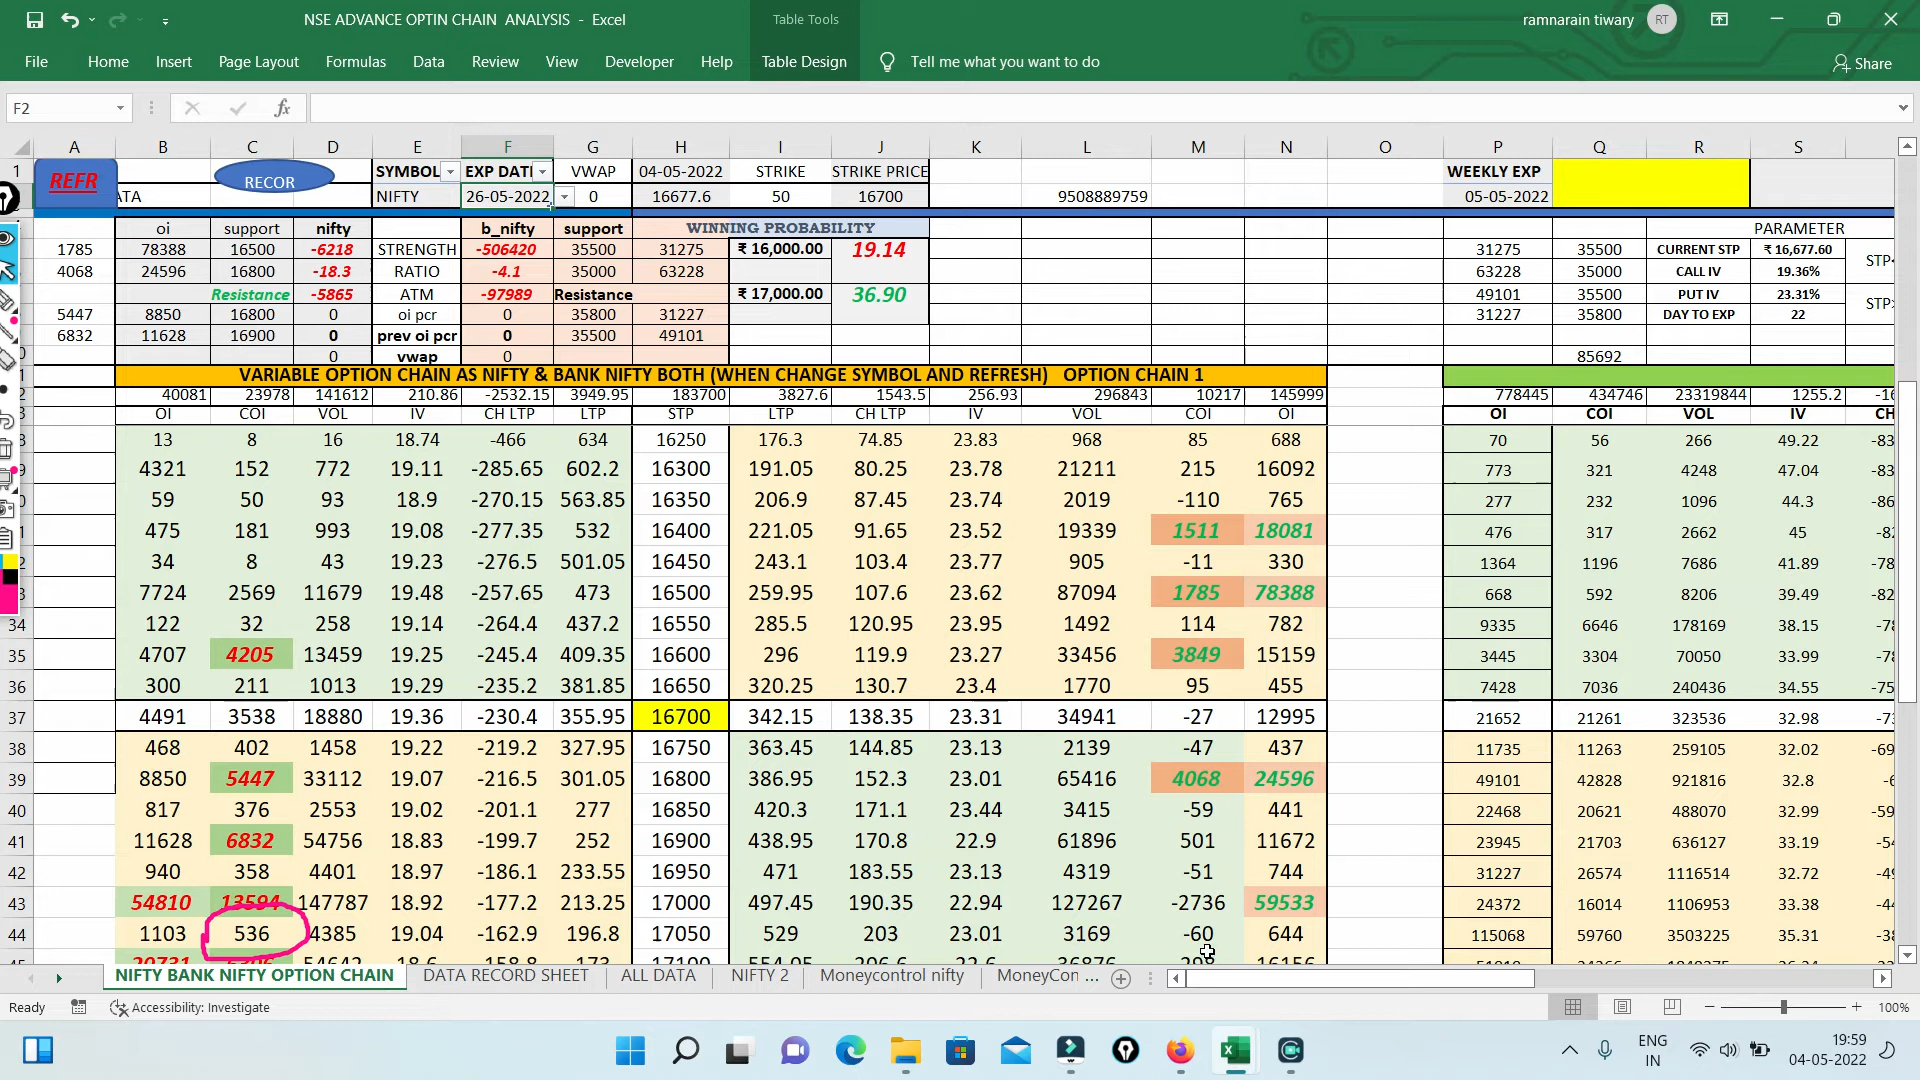 NSE ADVANCE OPTIN CHAIN ANALYSIS - Excel
Table Tools
ramnarain tiwary RT
File Home Insert Page Layout Formulas Data Review View Developer Help Table Design Tell me what you want to do Share
F2 fx
A B C D E F G H I J K L M N O P Q R S
1 REFR RECOR SYMBOL EXP DATI VWAP 04-05-2022 STRIKE STRIKE PRICE WEEKLY EXP
ATA NIFTY 26-05-2022 0 16677.6 50 16700 9508889759 05-05-2022
oi support nifty b_nifty support WINNING PROBABILITY PARAMETER
1785 78388 16500 -6218 STRENGTH -506420 35500 31275 ₹ 16,000.00 19.14 31275 35500 CURRENT STP ₹ 16,677.60
4068 24596 16800 -18.3 RATIO -4.1 35000 63228 63228 35000 CALL IV 19.36% STP<
Resistance -5865 ATM -97989 Resistance ₹ 17,000.00 36.90 49101 35500 PUT IV 23.31%
5447 8850 16800 0 oi pcr 0 35800 31227 31227 35800 DAY TO EXP 22 STP>
6832 11628 16900 0 prev oi pcr 0 35500 49101
0 0 vwap 0 85692
1 VARIABLE OPTION CHAIN AS NIFTY & BANK NIFTY BOTH (WHEN CHANGE SYMBOL AND REFRESH) OPTION CHAIN 1
2 40081 23978 141612 210.86 -2532.15 3949.95 183700 3827.6 1543.5 256.93 296843 10217 145999 778445 434746 23319844 1255.2 -16
3 OI COI VOL IV CH LTP LTP STP LTP CH LTP IV VOL COI OI OI COI VOL IV CH
8 13 8 16 18.74 -466 634 16250 176.3 74.85 23.83 968 85 688 70 56 266 49.22 -83
9 4321 152 772 19.11 -285.65 602.2 16300 191.05 80.25 23.78 21211 215 16092 773 321 4248 47.04 -83
0 59 50 93 18.9 -270.15 563.85 16350 206.9 87.45 23.74 2019 -110 765 277 232 1096 44.3 -86
1 475 181 993 19.08 -277.35 532 16400 221.05 91.65 23.52 19339 1511 18081 476 317 2662 45 -82
2 34 8 43 19.23 -276.5 501.05 16450 243.1 103.4 23.77 905 -11 330 1364 1196 7686 41.89 -78
3 7724 2569 11679 19.48 -257.65 473 16500 259.95 107.6 23.62 87094 1785 78388 668 592 8206 39.49 -82
34 122 32 258 19.14 -264.4 437.2 16550 285.5 120.95 23.95 1492 114 782 9335 6646 178169 38.15 -78
35 4707 4205 13459 19.25 -245.4 409.35 16600 296 119.9 23.27 33456 3849 15159 3445 3304 70050 33.99 -78
36 300 211 1013 19.29 -235.2 381.85 16650 320.25 130.7 23.4 1770 95 455 7428 7036 240436 34.55 -75
37 4491 3538 18880 19.36 -230.4 355.95 16700 342.15 138.35 23.31 34941 -27 12995 21652 21261 323536 32.98 -73
38 468 402 1458 19.22 -219.2 327.95 16750 363.45 144.85 23.13 2139 -47 437 11735 11263 259105 32.02 -69
39 8850 5447 33112 19.07 -216.5 301.05 16800 386.95 152.3 23.01 65416 4068 24596 49101 42828 921816 32.8 -6
40 817 376 2553 19.02 -201.1 277 16850 420.3 171.1 23.44 3415 -59 441 22468 20621 488070 32.99 -59
41 11628 6832 54756 18.83 -199.7 252 16900 438.95 170.8 22.9 61896 501 11672 23945 21703 636127 33.19 -54
42 940 358 4401 18.97 -186.1 233.55 16950 471 183.55 23.13 4319 -51 744 31227 26574 1116514 32.72 -49
43 54810 13594 147787 18.92 -177.2 213.25 17000 497.45 190.35 22.94 127267 -2736 59533 24372 16014 1106953 33.38 -44
44 1103 536 4385 19.04 -162.9 196.8 17050 529 203 23.01 3169 -60 644 115068 59760 3503225 35.31 -38
NIFTY BANK NIFTY OPTION CHAIN DATA RECORD SHEET ALL DATA NIFTY 2 Moneycontrol nifty MoneyCon ...
Ready Accessibility: Investigate 100%
ENG
IN
19:59
04-05-2022